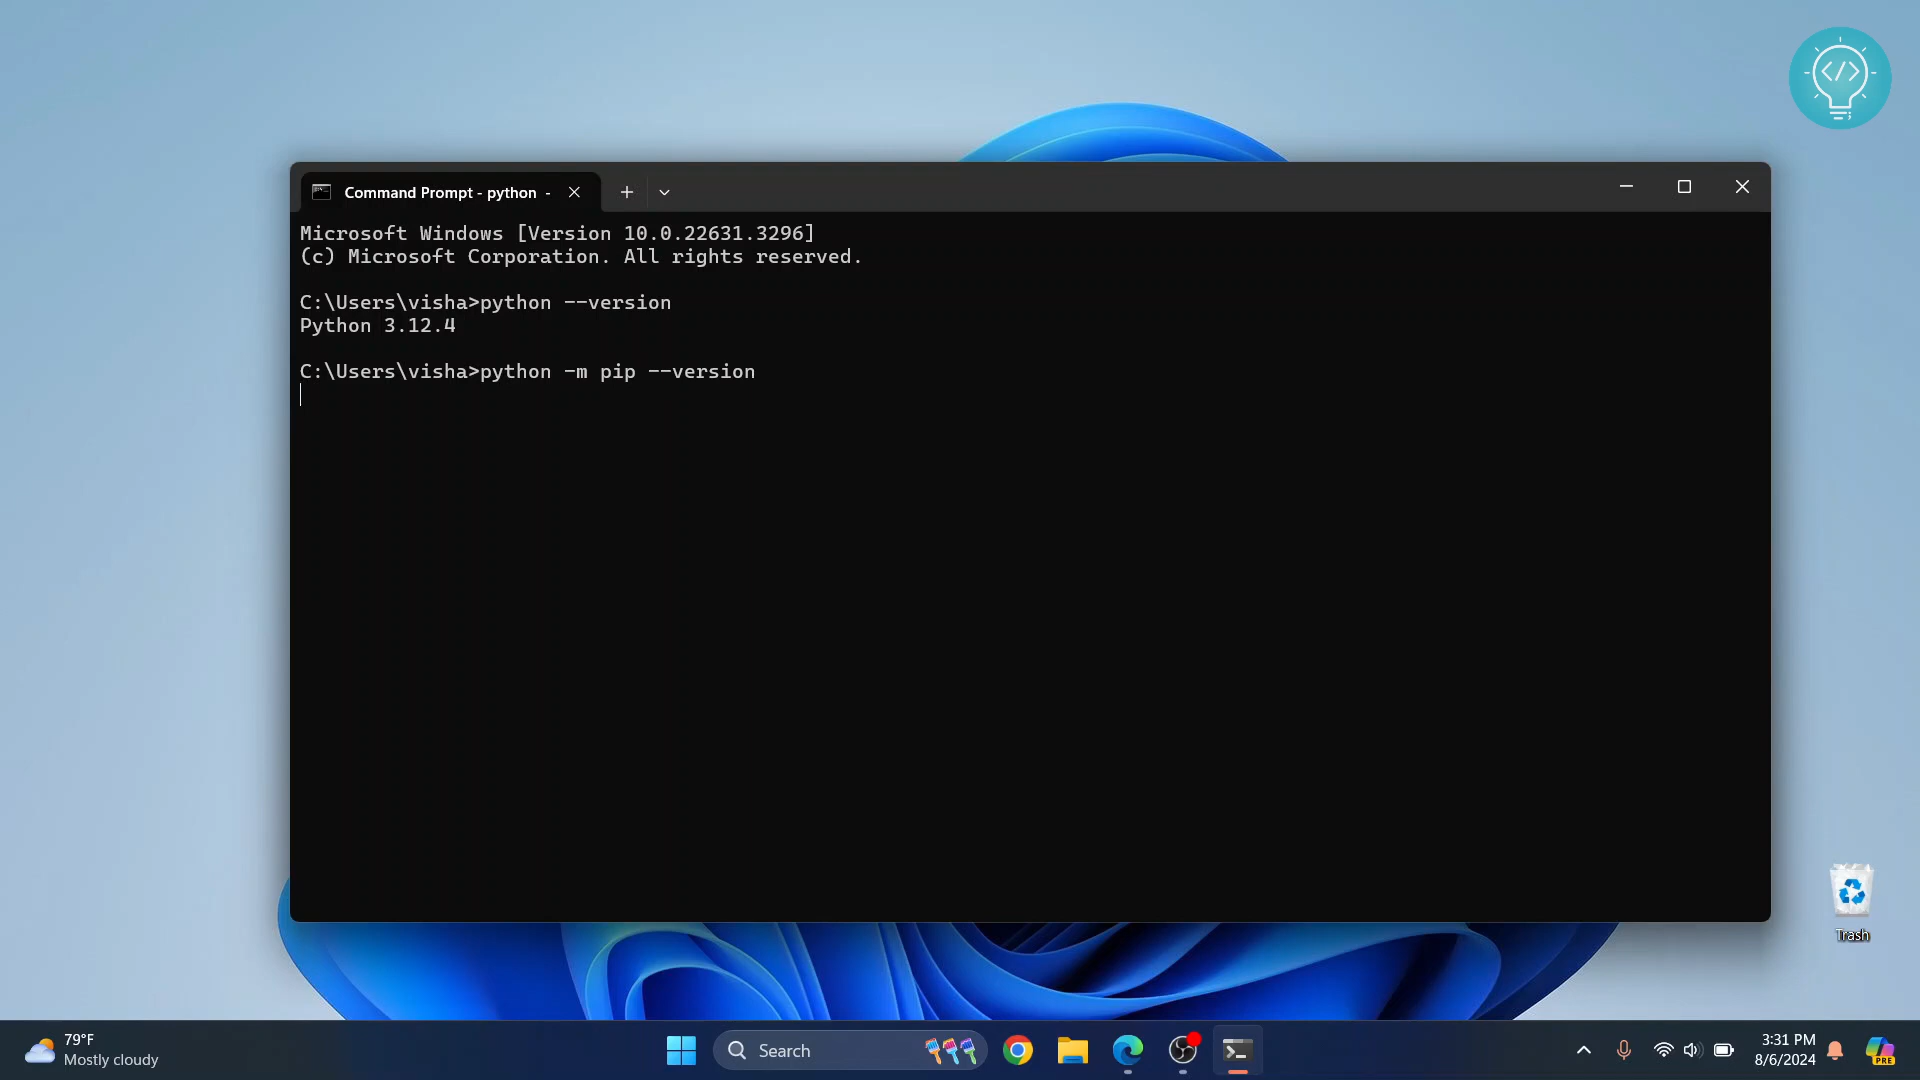 Command Prompt - python -
Microsoft Windows [Version 10.0.22631.3296]
(c) Microsoft Corporation. All rights reserved.
C:\Users\visha>python --version
Python 3.12.4
C:\Users\visha>python -m pip --version
</>
Trash
79°F
Mostly cloudy
Search
3:31 PM
8/6/2024
PRE